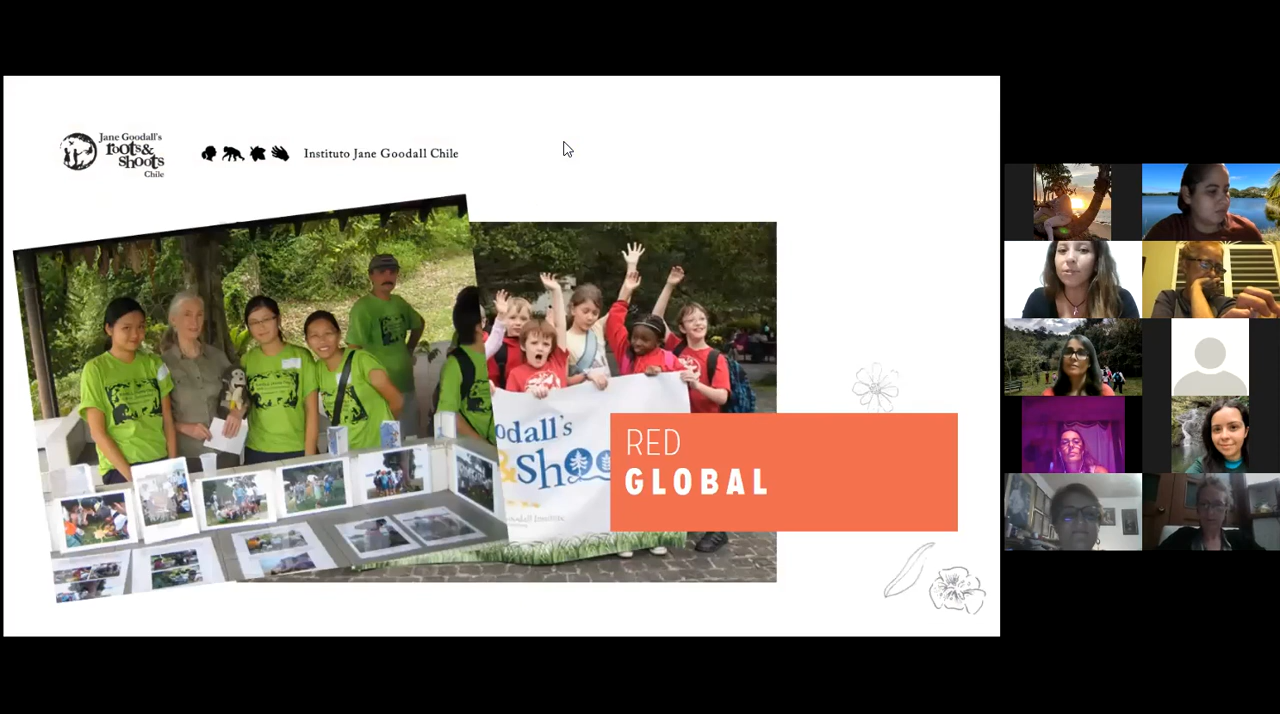 Jane Goodall's
roots&
shoots
Chile
Instituto Jane Goodall Chile
odall's
& Shoo
RED
GLOBAL